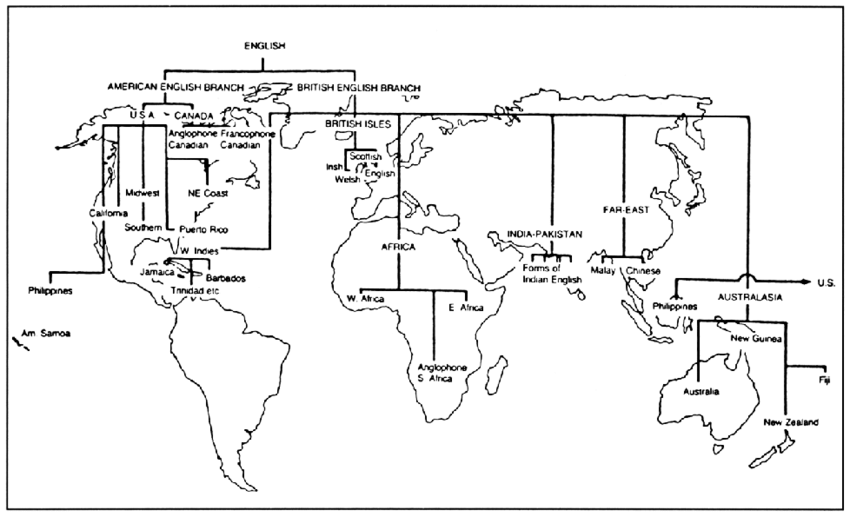 ENGLISH
AMERICAN ENGLISH BRANCH
BRITISH ENGLISH BRANCH
U.S.A.
CANADA
BRITISH ISLES
Anglophone Francophone
Canadian Canadian
Scottish
Irish
Welsh
English
Midwest
NE Coast
California
Southern
Puerto Rico
W. Indies
Jamaica
Barbados
Trinidad etc
Philippines
Am. Samoa
AFRICA
W. Africa
E. Africa
Anglophone
S. Africa
INDIA-PAKISTAN
Forms of
Indian English
FAR-EAST
Malay
Chinese
U.S.
Philippines
AUSTRALASIA
New Guinea
Australia
Fiji
New Zealand